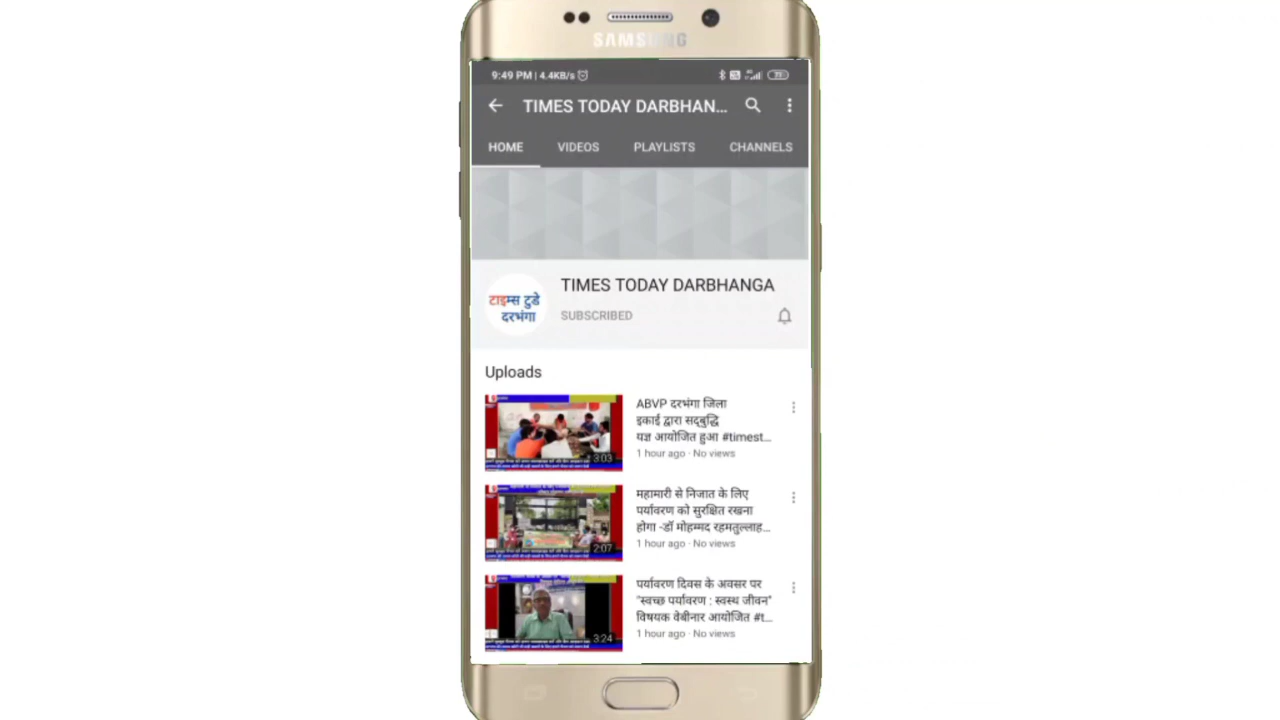 SAMSUNG
9:49 PM | 4.4KB/s
TIMES TODAY DARBHAN...
HOME VIDEOS PLAYLISTS CHANNELS
टाइम्स टुडे
दरभंगा
TIMES TODAY DARBHANGA
SUBSCRIBED
Uploads
ABVP दरभंगा जिला
इकाई द्वारा सद्बुद्धि
यज्ञ आयोजित हुआ #timest...
1 hour ago · No views
3:03
महामारी से निजात के लिए
पर्यावरण को सुरक्षित रखना
होगा -डॉ मोहम्मद रहमतुल्लाह...
1 hour ago · No views
2:07
पर्यावरण दिवस के अवसर पर
"स्वच्छ पर्यावरण : स्वस्थ जीवन"
विषयक वेबीनार आयोजित #t...
1 hour ago · No views
3:24